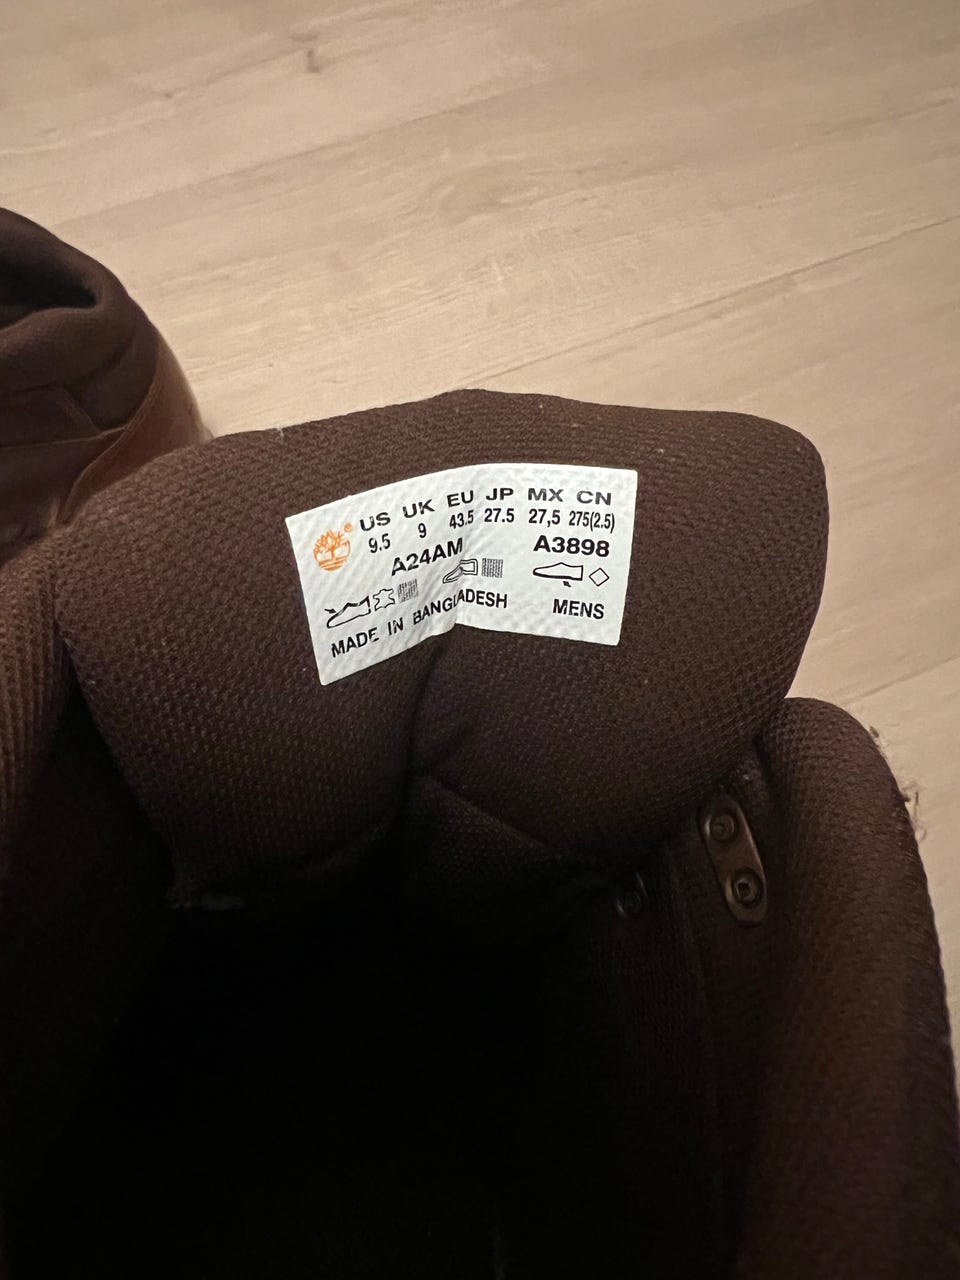 US UK EU JP MX CN
9.5 9 43.5 27.5 27,5 275(2.5)
A24AM A3898
MADE IN BANGLADESH MENS